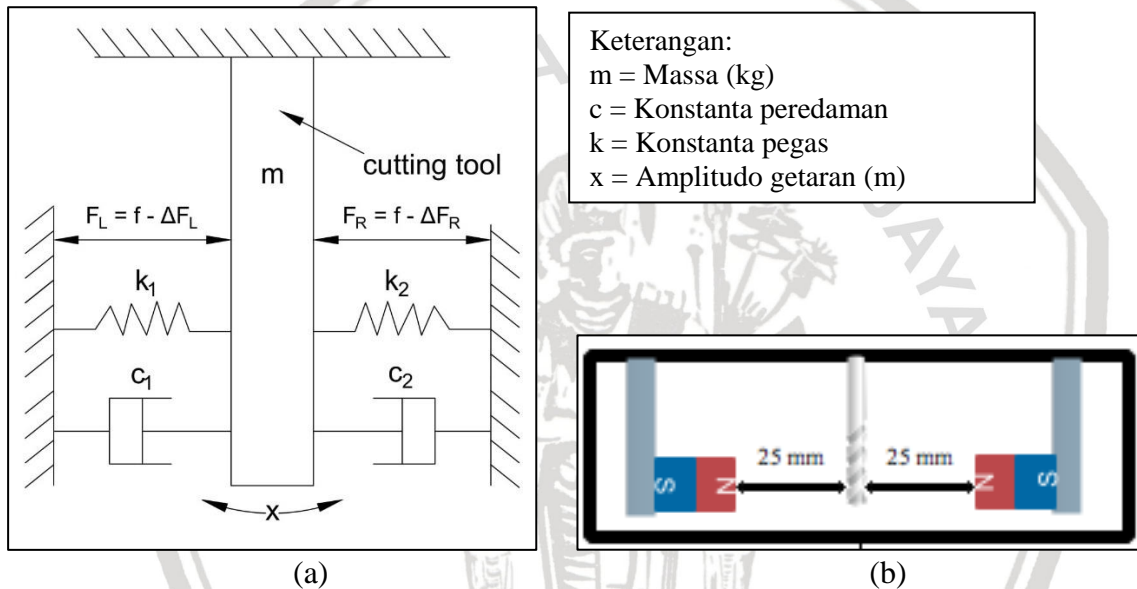 cutting tool
m
F_L = f - ΔF_L
F_R = f - ΔF_R
k₁
k₂
c₁
c₂
x
(a)
Keterangan:
m = Massa (kg)
c = Konstanta peredaman
k = Konstanta pegas
x = Amplitudo getaran (m)
25 mm
25 mm
S
N
N
S
(b)
AYA